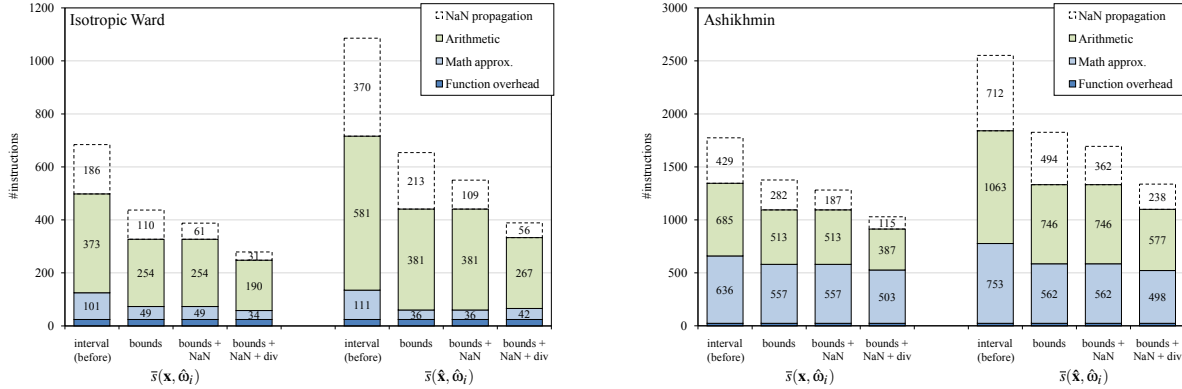 Isotropic Ward
NaN propagation
Arithmetic
Math approx.
Function overhead
#instructions
1200
1000
800
600
400
200
0
186
373
101
110
254
49
61
254
49
31
190
34
370
581
111
213
381
36
109
381
36
56
267
42
interval (before)
bounds
bounds + NaN
bounds + NaN + div
interval (before)
bounds
bounds + NaN
bounds + NaN + div
s̅(x, ω̂ᵢ)
s̅(x̂, ω̂ᵢ)
Ashikhmin
NaN propagation
Arithmetic
Math approx.
Function overhead
#instructions
3000
2500
2000
1500
1000
500
0
429
685
636
282
513
557
187
513
557
115
387
503
712
1063
753
494
746
562
362
746
562
238
577
498
interval (before)
bounds
bounds + NaN
bounds + NaN + div
interval (before)
bounds
bounds + NaN
bounds + NaN + div
s̅(x, ω̂ᵢ)
s̅(x̂, ω̂ᵢ)